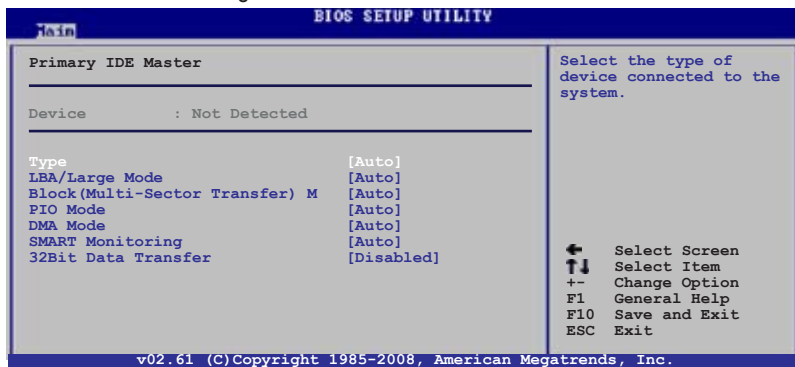 BIOS SETUP UTILITY
Main
Primary IDE Master
Device : Not Detected
Type [Auto]
LBA/Large Mode [Auto]
Block(Multi-Sector Transfer) M [Auto]
PIO Mode [Auto]
DMA Mode [Auto]
SMART Monitoring [Auto]
32Bit Data Transfer [Disabled]
Select the type of
device connected to the
system.
Select Screen
Select Item
+- Change Option
F1 General Help
F10 Save and Exit
ESC Exit
v02.61 (C)Copyright 1985-2008, American Megatrends, Inc.